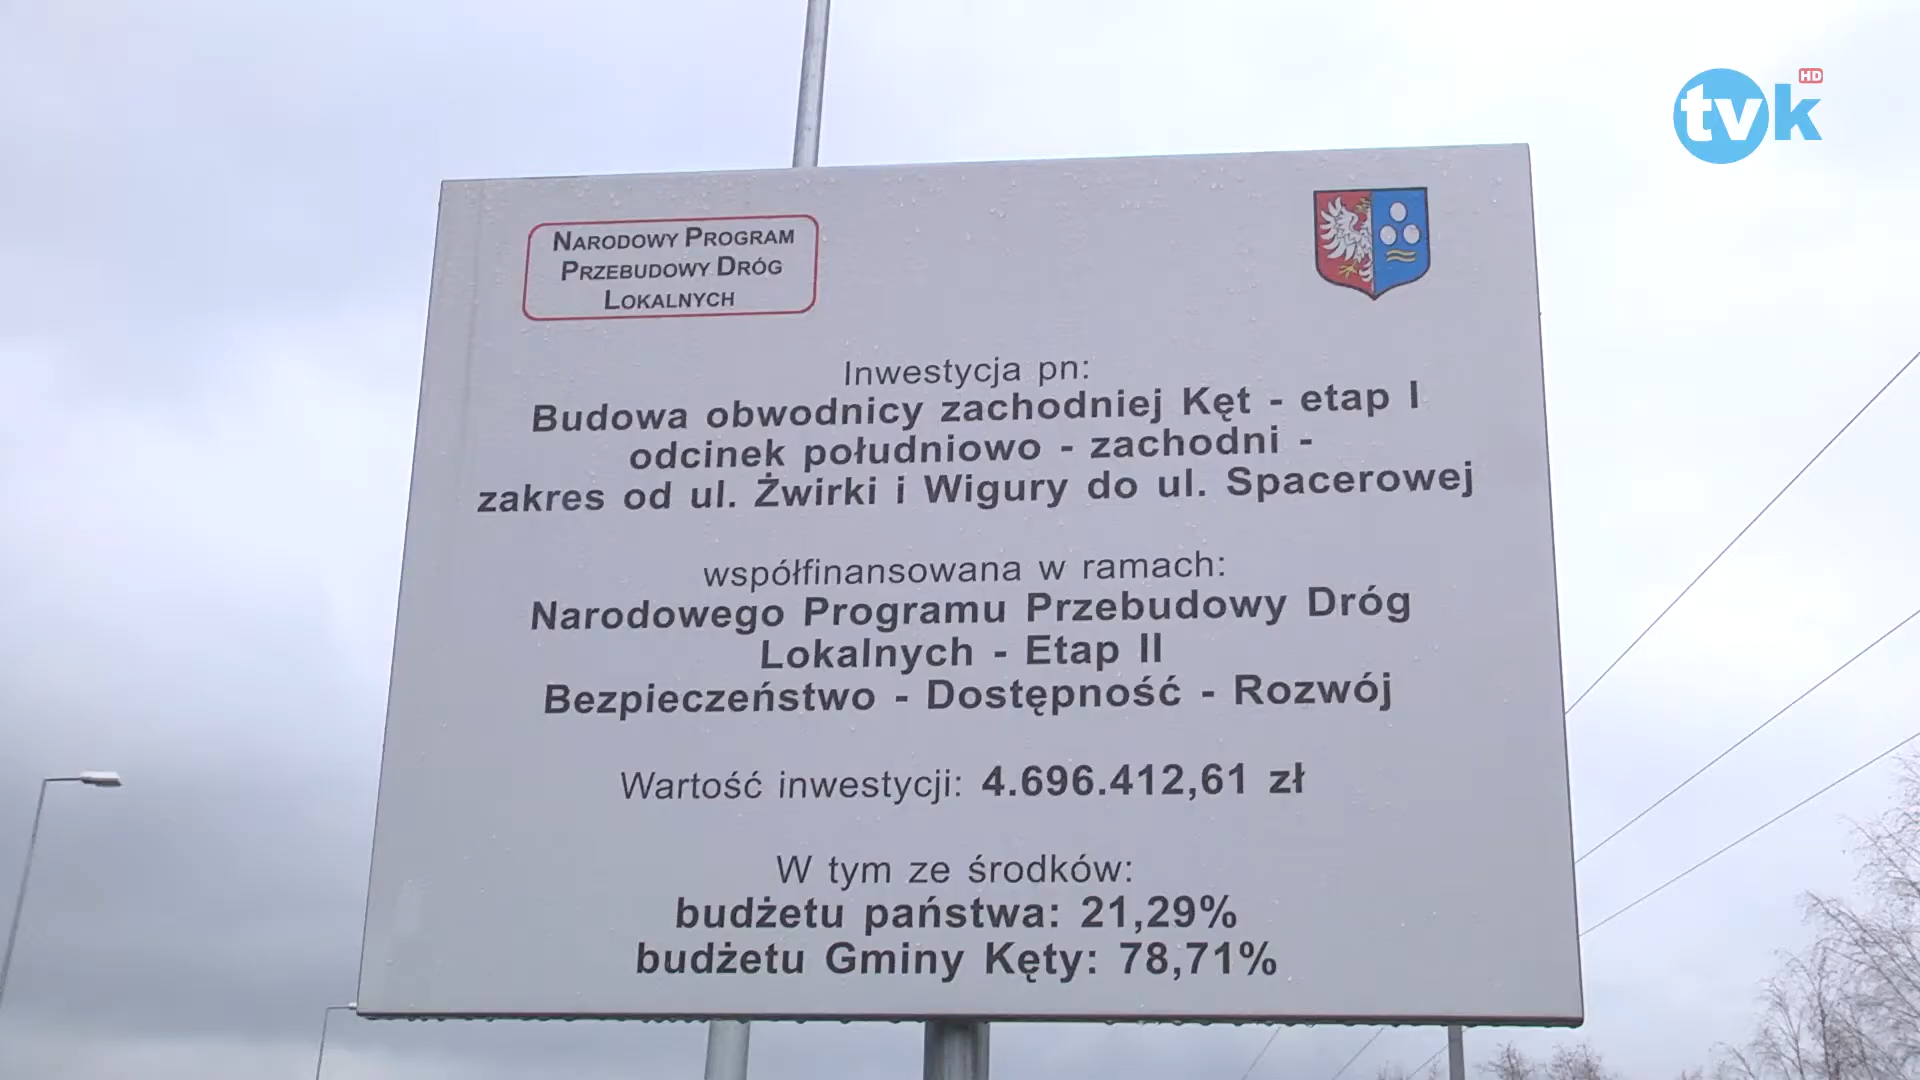 tvk HD
Narodowy Program
Przebudowy Dróg
Lokalnych
Inwestycja pn:
Budowa obwodnicy zachodniej Kęt - etap I
odcinek południowo - zachodni -
zakres od ul. Żwirki i Wigury do ul. Spacerowej
współfinansowana w ramach:
Narodowego Programu Przebudowy Dróg
Lokalnych - Etap II
Bezpieczeństwo - Dostępność - Rozwój
Wartość inwestycji: 4.696.412,61 zł
W tym ze środków:
budżetu państwa: 21,29%
budżetu Gminy Kęty: 78,71%